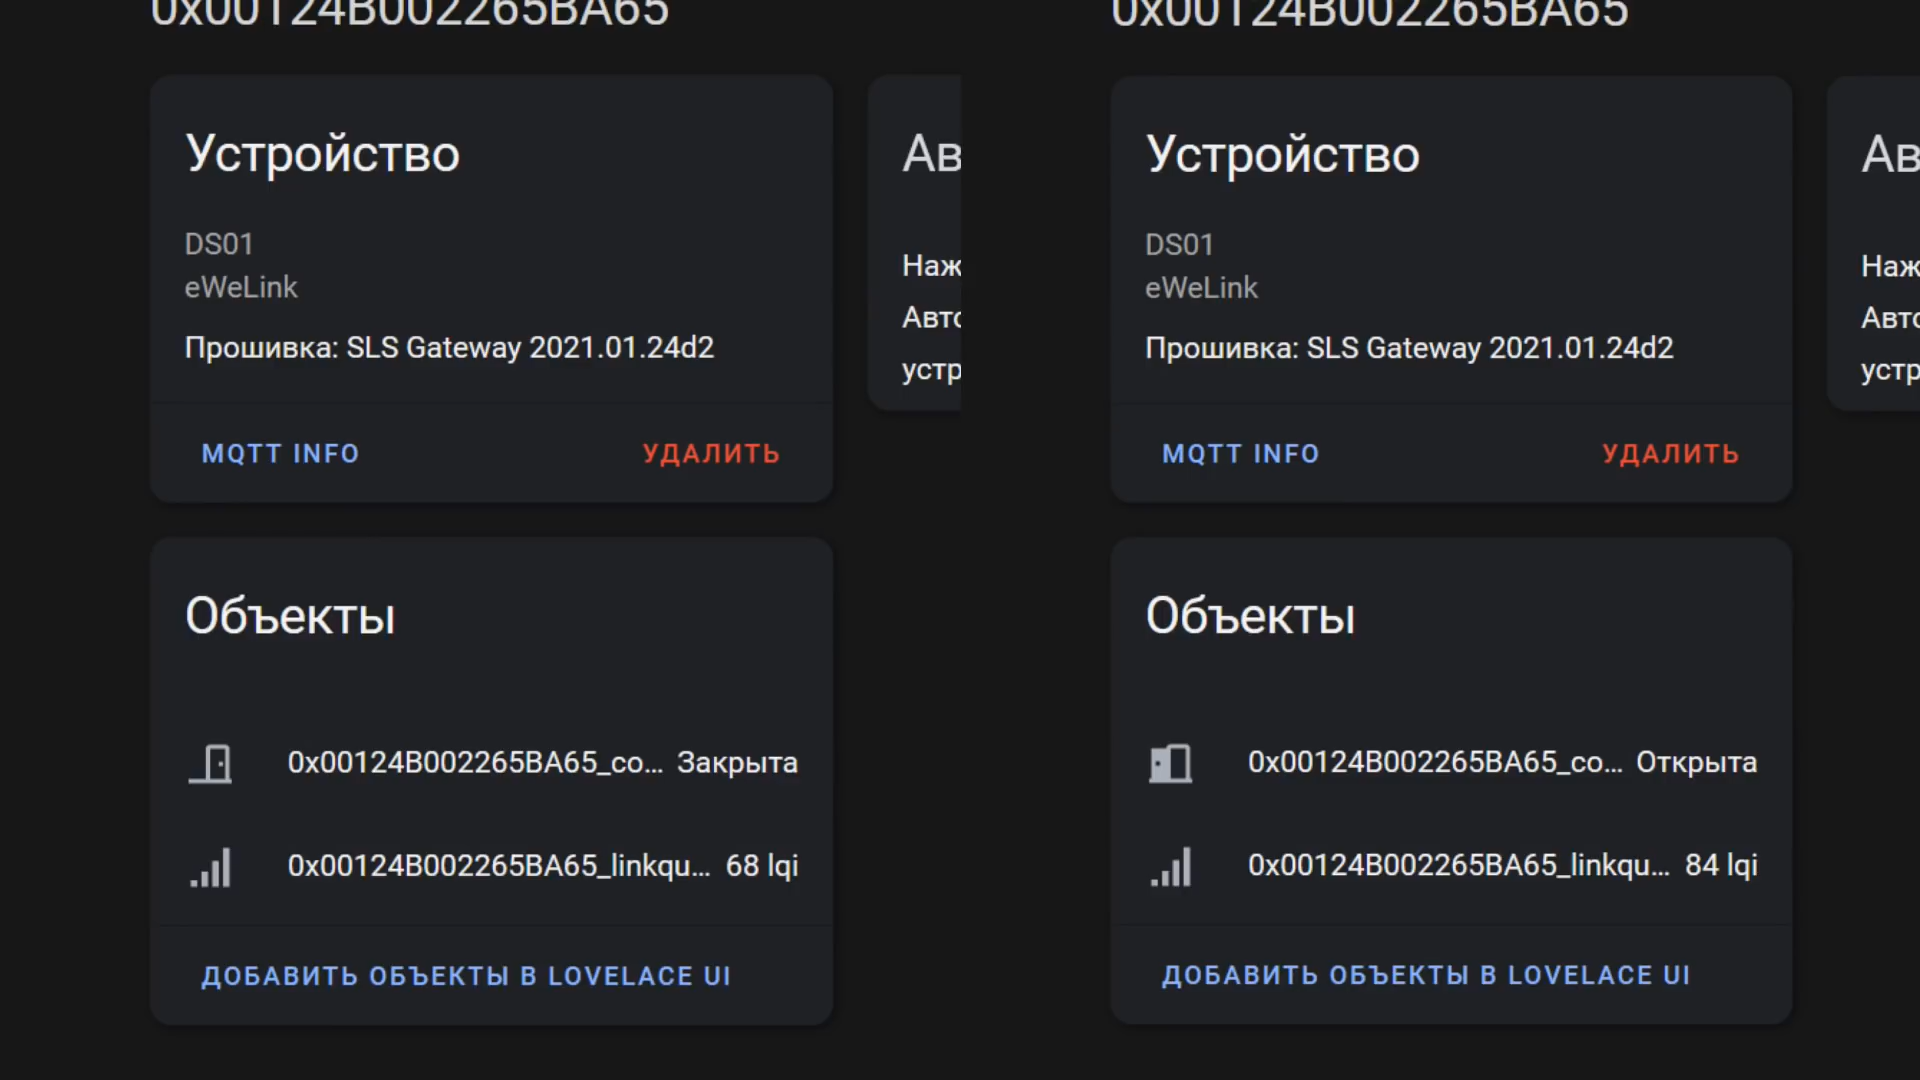 0x00124B002265BA65
Устройство
DS01
eWeLink
Прошивка: SLS Gateway 2021.01.24d2
MQTT INFO
УДАЛИТЬ
Ав
Наж
Авто
устр
Объекты
0x00124B002265BA65_co... Закрыта
0x00124B002265BA65_linkqu... 68 lqi
ДОБАВИТЬ ОБЪЕКТЫ В LOVELACE UI
0x00124B002265BA65
Устройство
DS01
eWeLink
Прошивка: SLS Gateway 2021.01.24d2
MQTT INFO
УДАЛИТЬ
Ав
Наж
Авто
устр
Объекты
0x00124B002265BA65_co... Открыта
0x00124B002265BA65_linkqu... 84 lqi
ДОБАВИТЬ ОБЪЕКТЫ В LOVELACE UI